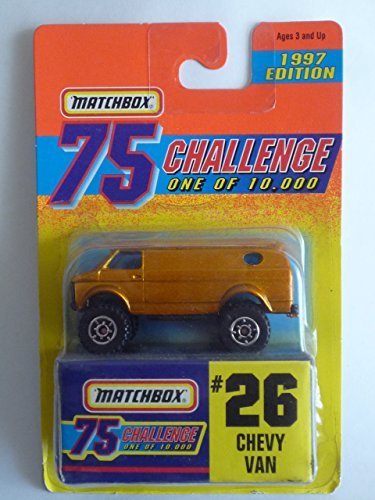 Ages 3 and Up
1997
EDITION
MATCHBOX®
75 CHALLENGE
ONE OF 10,000
MATCHBOX®
75 CHALLENGE
ONE OF 10,000
#26
CHEVY
VAN